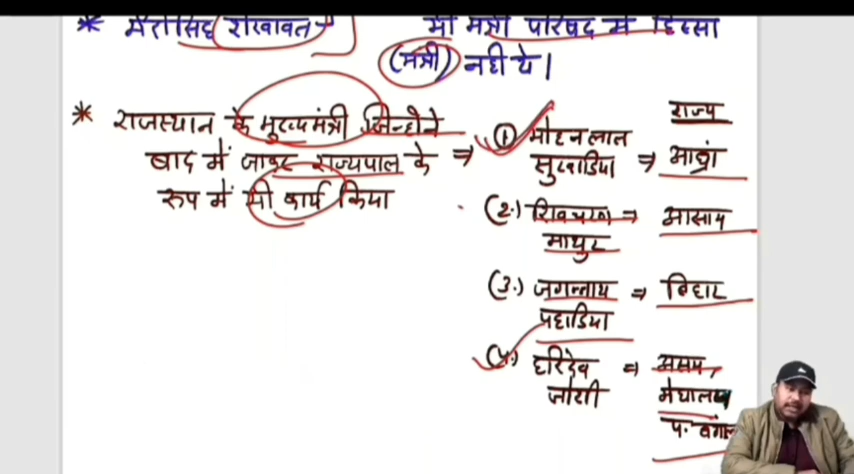 * भैरोसिंह शेखावत
भी मंत्री परिषद में हिस्सा
(मंत्री) नही थे।
राज्य
* राजस्थान के मुख्यमंत्री जिन्होने
बाद में जाकर राज्यपाल के ⇒
रूप में भी कार्य किया
(1) मोहनलाल
सुखाडिया ⇒ आन्ध्रा
(2.) शिवचरण ⇒ आसाम
माथुर
(3.) जगन्नाथ ⇒ बिहार
पहाडिया
(4.) हरिदेव ⇒ असम,
जोशी मेघालय
प. बंगाल